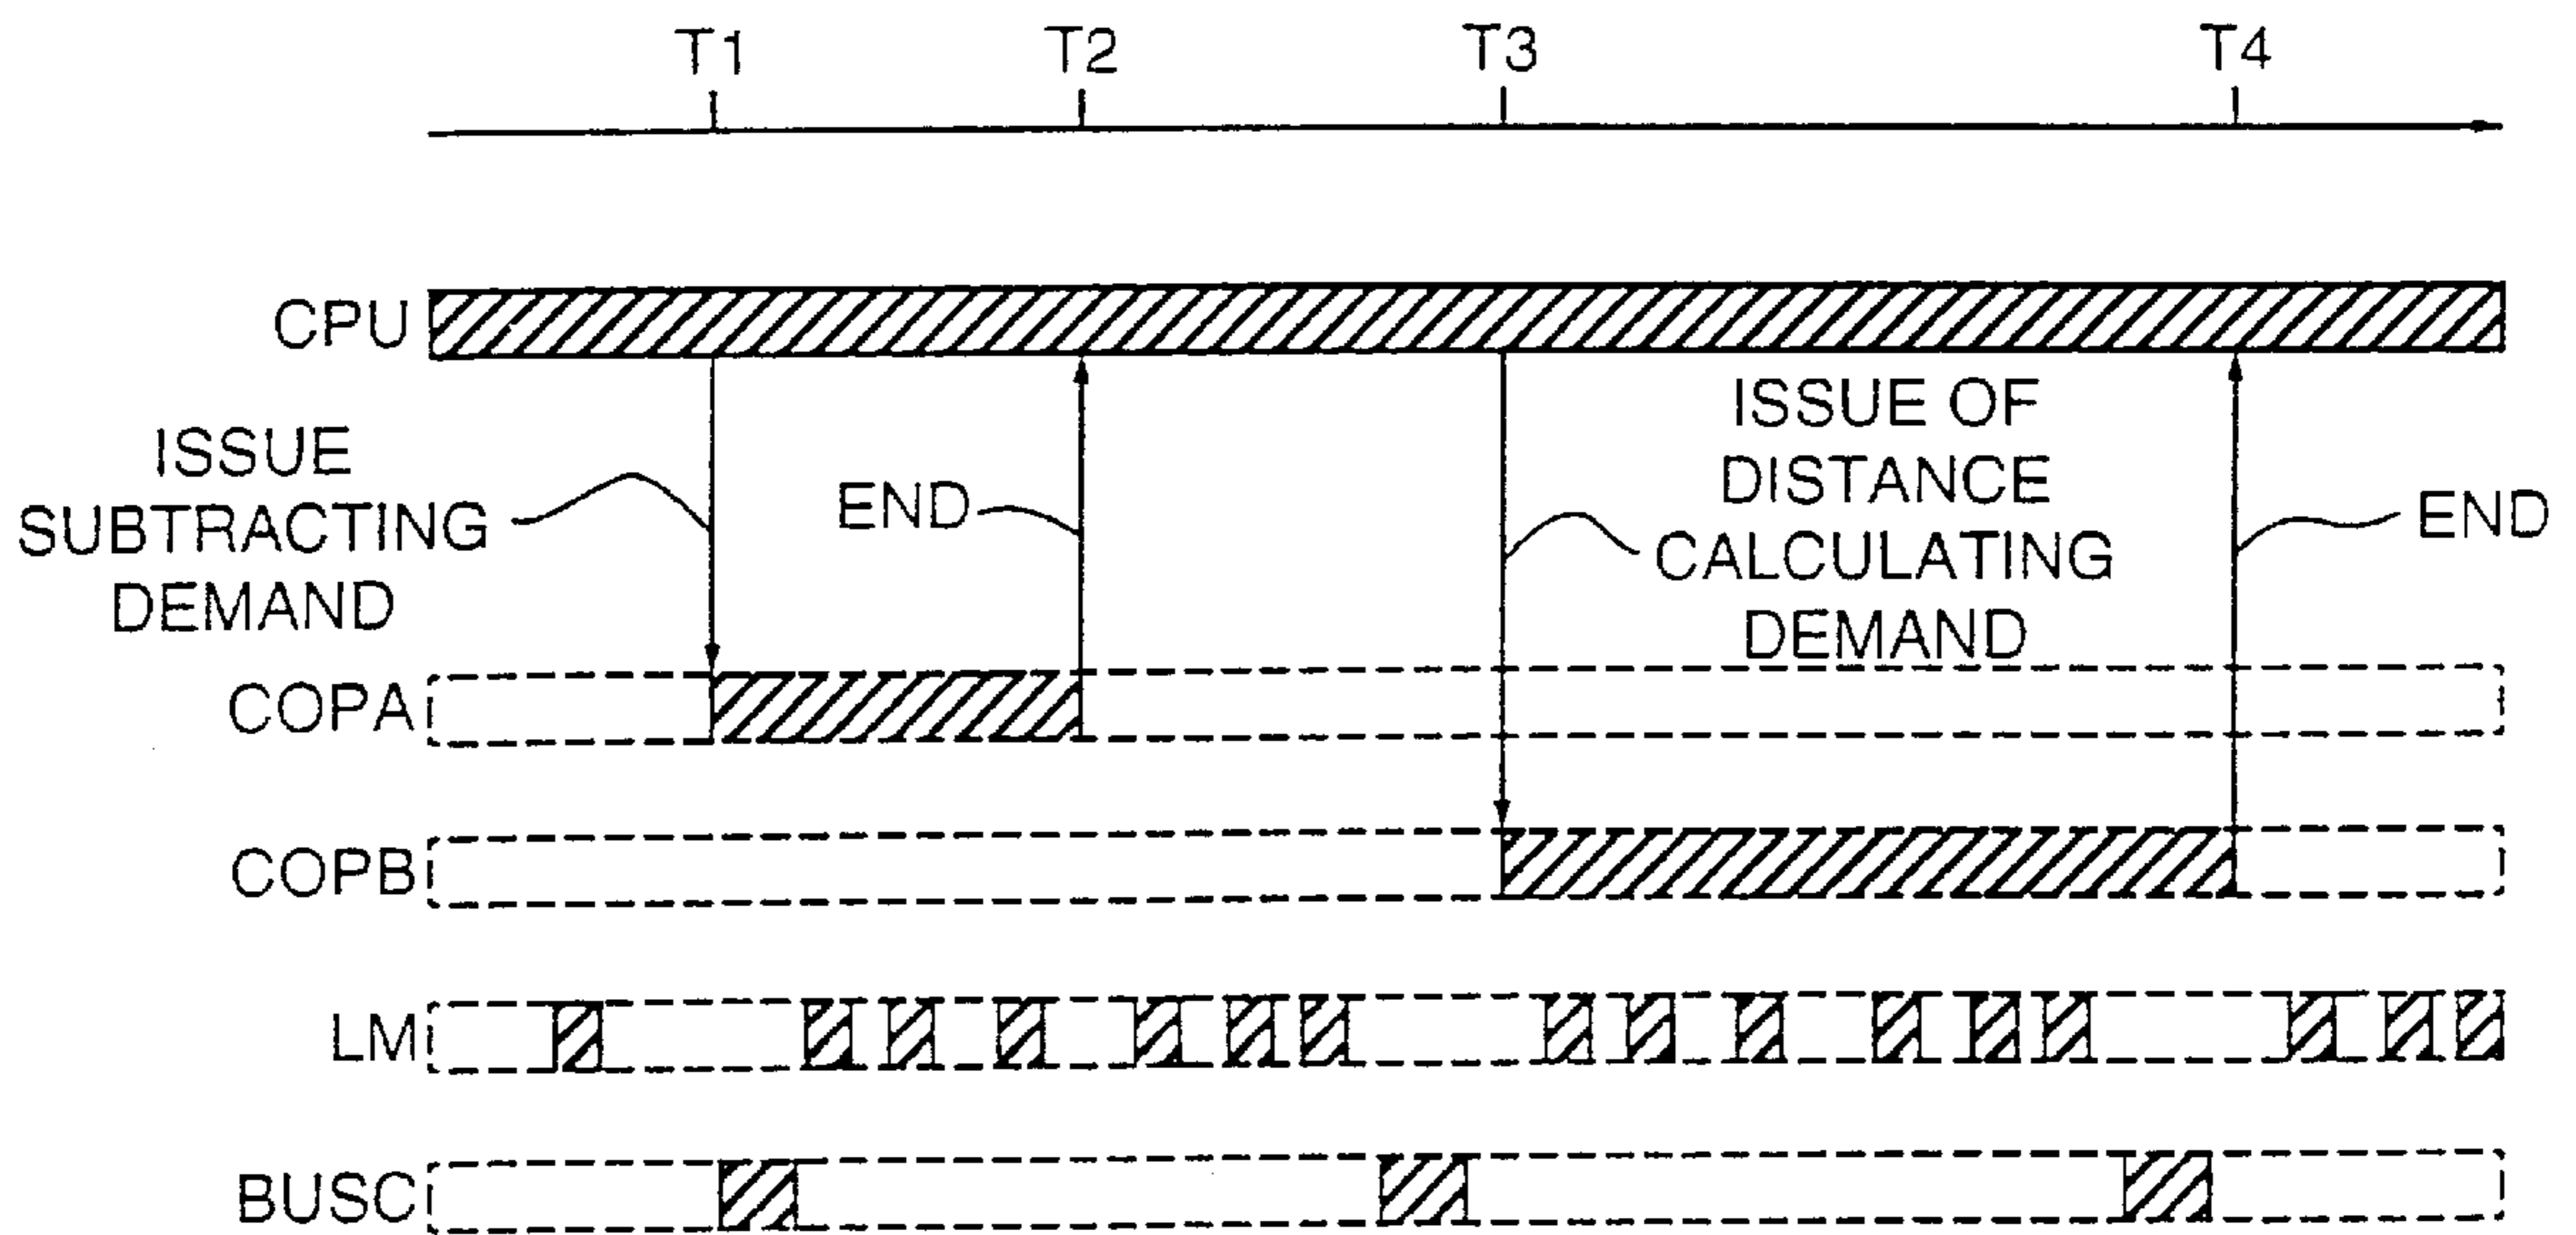 T1 T2 T3 T4
CPU
ISSUE
SUBTRACTING
DEMAND
END
ISSUE OF
DISTANCE
CALCULATING
DEMAND
END
COPA
COPB
LM
BUSC